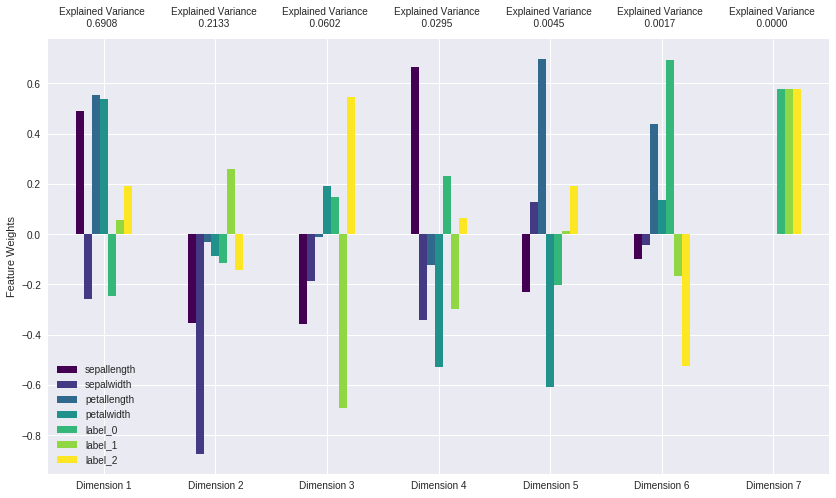 Explained Variance Explained Variance Explained Variance Explained Variance Explained Variance Explained Variance Explained Variance
0.6908 0.2133 0.0602 0.0295 0.0045 0.0017 0.0000
Feature Weights
0.6
0.4
0.2
0.0
−0.2
−0.4
−0.6
−0.8
sepallength
sepalwidth
petallength
petalwidth
label_0
label_1
label_2
Dimension 1 Dimension 2 Dimension 3 Dimension 4 Dimension 5 Dimension 6 Dimension 7